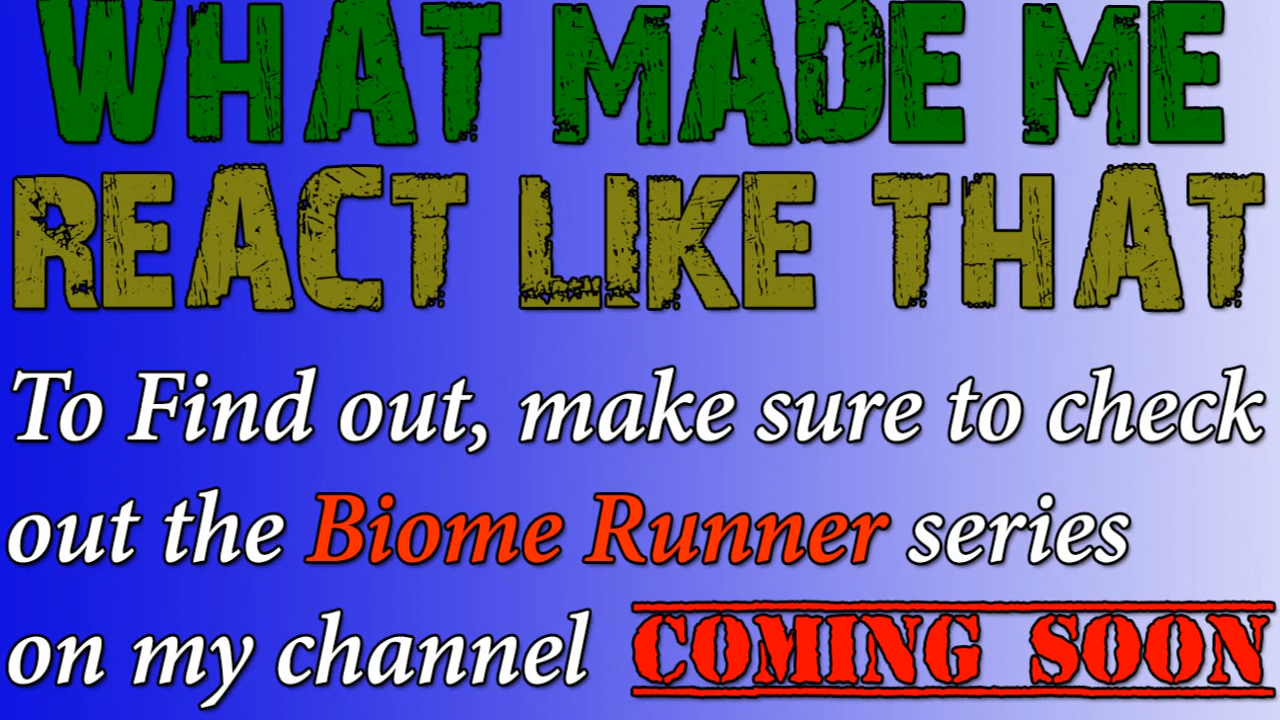 WHAT MADE ME
REACT LIKE THAT
To Find out, make sure to check
out the Biome Runner series
on my channel COMING SOON